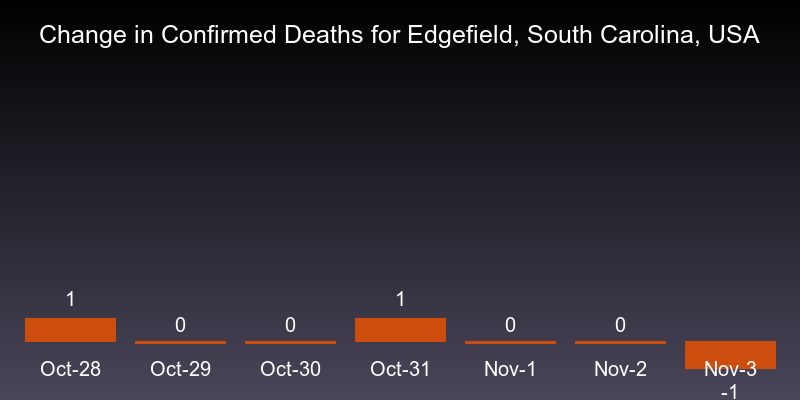 Change in Confirmed Deaths for Edgefield, South Carolina, USA
1
0
0
1
0
0
Oct-28
Oct-29
Oct-30
Oct-31
Nov-1
Nov-2
Nov-3
-1